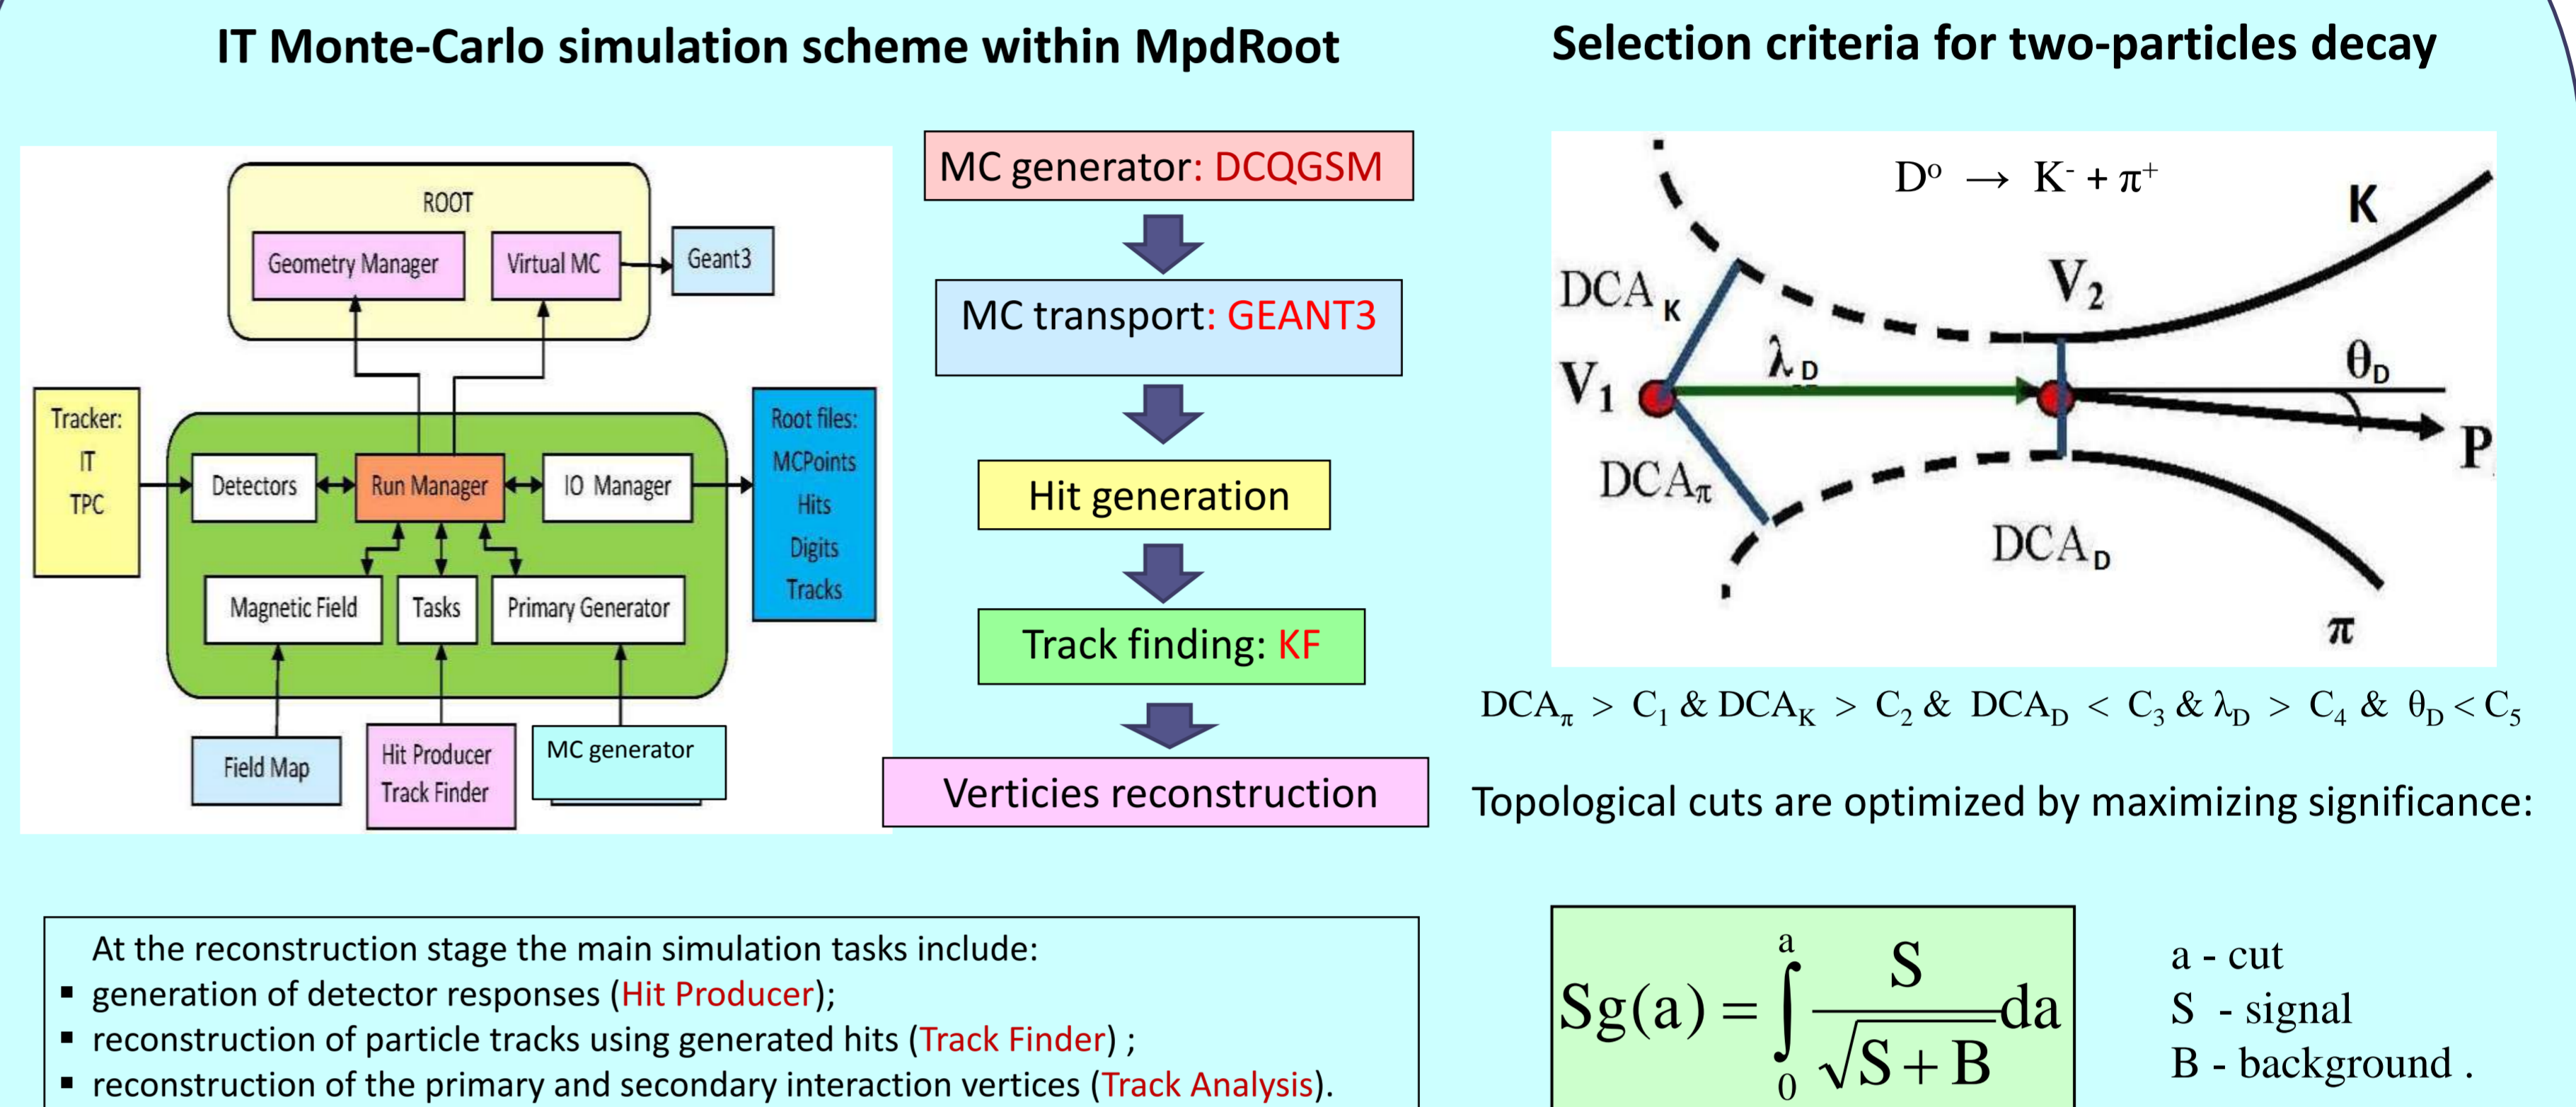 IT Monte-Carlo simulation scheme within MpdRoot
ROOT
Geometry Manager
Virtual MC
Geant3
Tracker:
IT
TPC
Detectors
Run Manager
IO Manager
Root files:
MCPoints
Hits
Digits
Tracks
Magnetic Field
Tasks
Primary Generator
Field Map
Hit Producer
Track Finder
MC generator
MC generator: DCQGSM
MC transport: GEANT3
Hit generation
Track finding: KF
Verticies reconstruction
At the reconstruction stage the main simulation tasks include:
▪ generation of detector responses (Hit Producer);
▪ reconstruction of particle tracks using generated hits (Track Finder) ;
▪ reconstruction of the primary and secondary interaction vertices (Track Analysis).
Selection criteria for two-particles decay
D⁰ → K⁻ + π⁺
K
DCA_K
V₂
λ_D
θ_D
V₁
P
DCA_π
DCA_D
π
DCA_π > C₁ & DCA_K > C₂ & DCA_D < C₃ & λ_D > C₄ & θ_D < C₅
Topological cuts are optimized by maximizing significance:
Sg(a) = ∫₀ᵃ S/√(S+B) da
a - cut
S - signal
B - background .